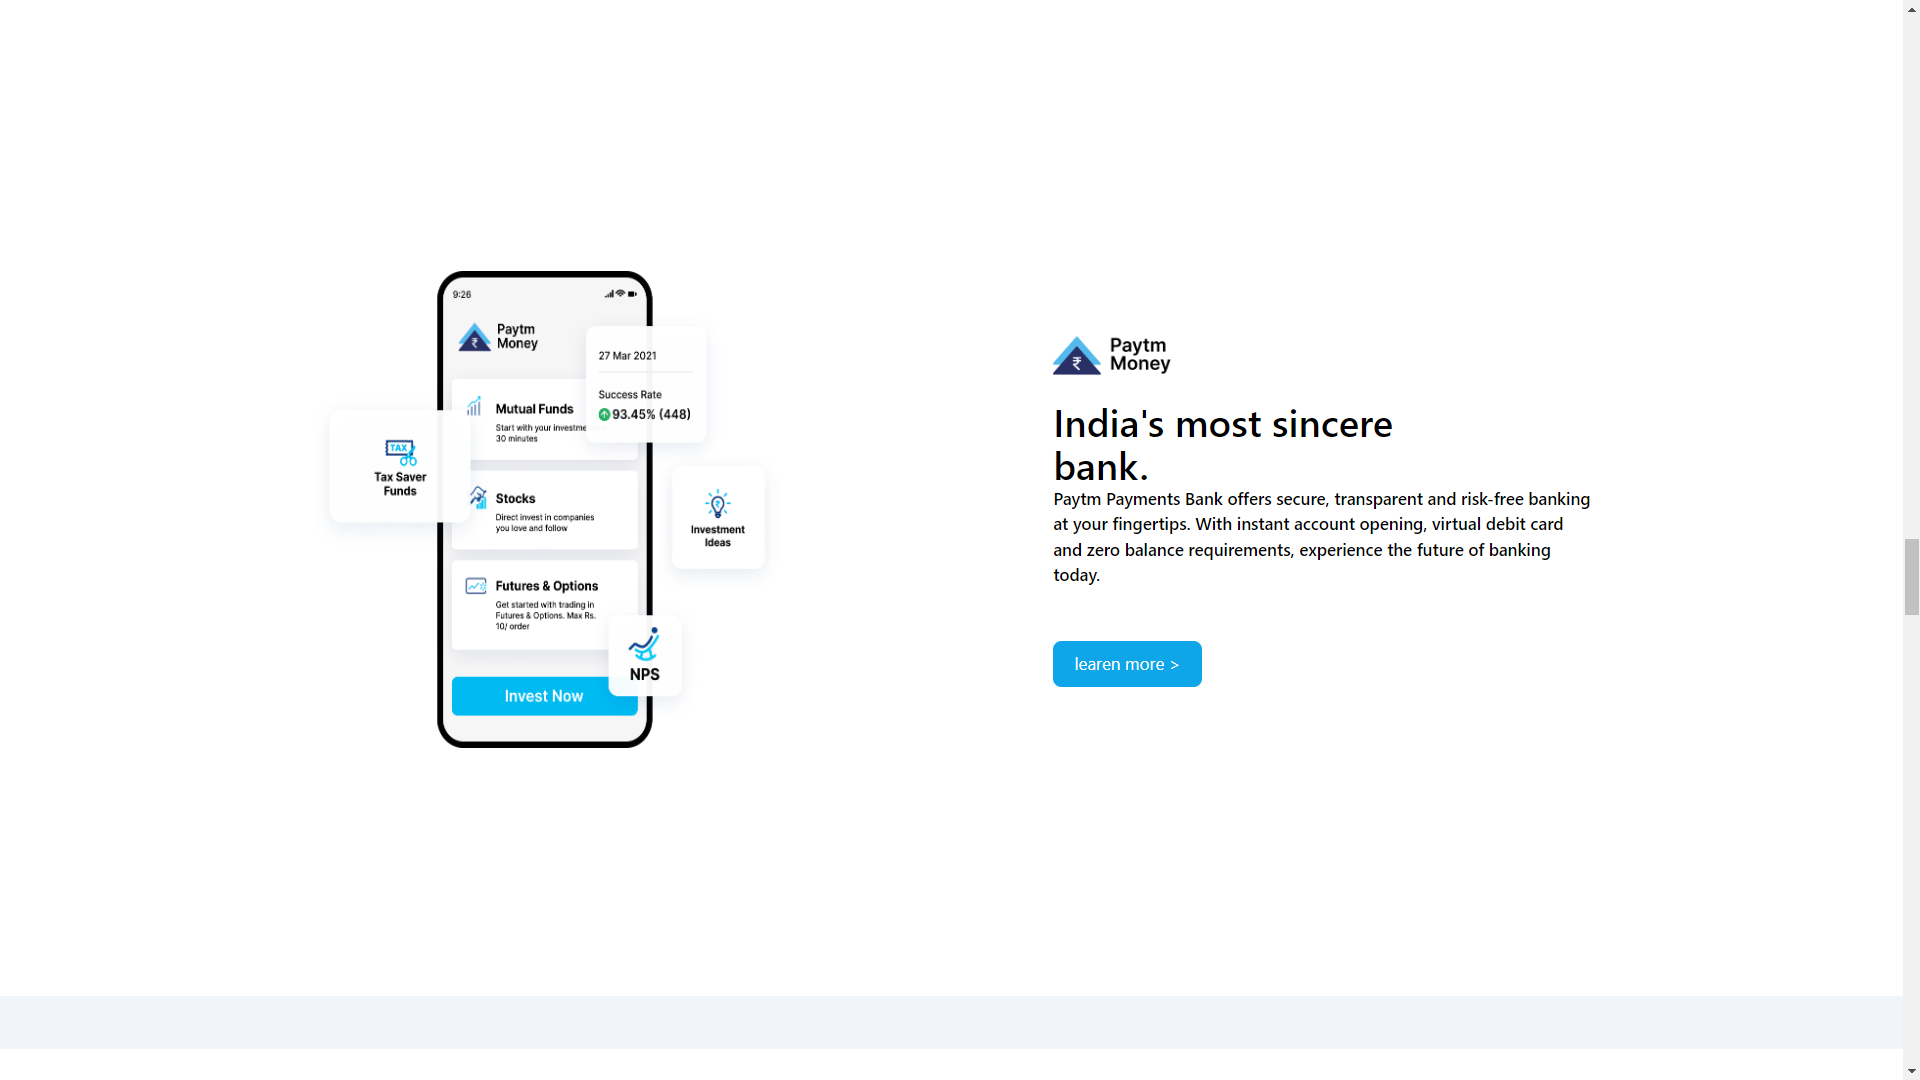 9:26
Paytm
Money
27 Mar 2021
Success Rate
93.45% (448)
Mutual Funds
Start with your investme
30 minutes
TAX
Tax Saver
Funds
Stocks
Direct invest in companies
you love and follow
Investment
Ideas
Futures & Options
Get started with trading in
Futures & Options. Max Rs.
10/ order
NPS
Invest Now
Paytm
Money
India's most sincere
bank.
Paytm Payments Bank offers secure, transparent and risk-free banking
at your fingertips. With instant account opening, virtual debit card
and zero balance requirements, experience the future of banking
today.
learen more >